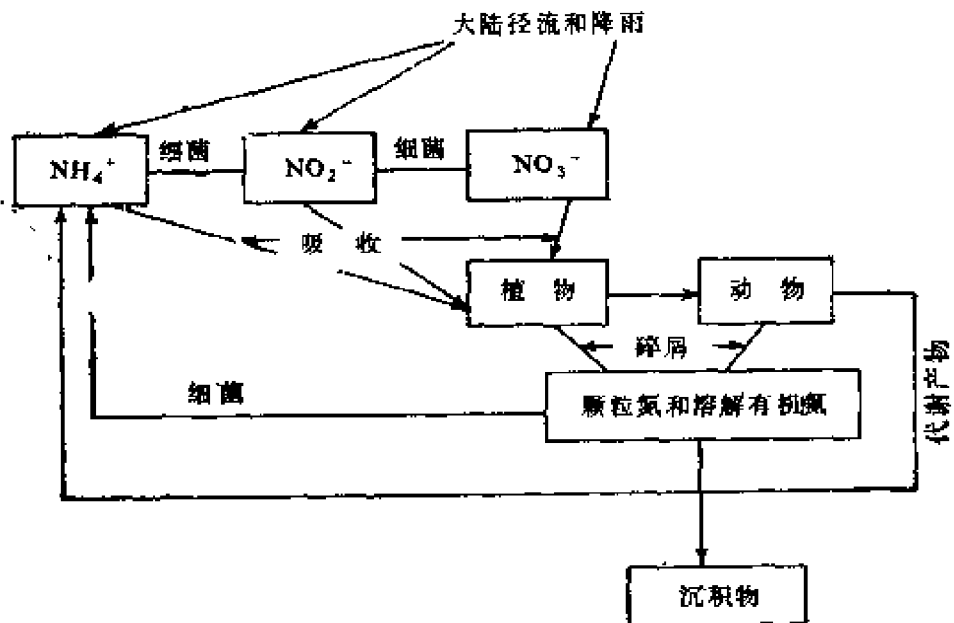 大陆径流和降雨
NH₄⁺
细菌
NO₂⁻
细菌
NO₃⁻
吸 收
植 物
动 物
碎屑
细菌
颗粒氮和溶解有机氮
代谢产物
沉积物